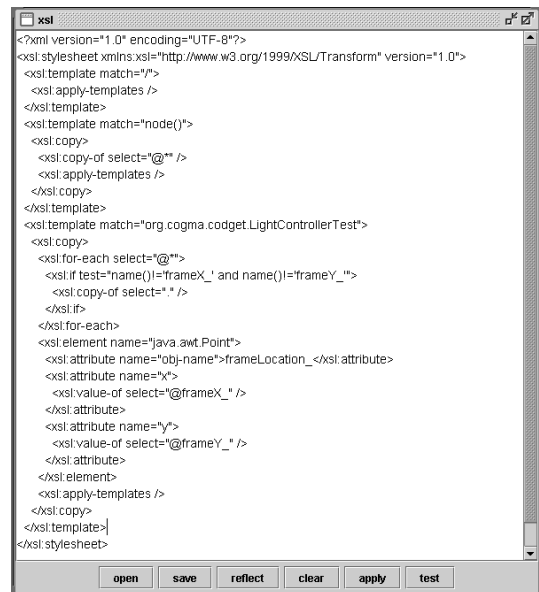 xsl
<?xml version="1.0" encoding="UTF-8"?>
<xsl:stylesheet xmlns:xsl="http://www.w3.org/1999/XSL/Transform" version="1.0">
<xsl:template match="/">
<xsl:apply-templates />
</xsl:template>
<xsl:template match="node()">
<xsl:copy>
<xsl:copy-of select="@*" />
<xsl:apply-templates />
</xsl:copy>
</xsl:template>
<xsl:template match="org.cogma.codget.LightControllerTest">
<xsl:copy>
<xsl:for-each select="@*">
<xsl:if test="name()!='frameX_' and name()!='frameY_'">
<xsl:copy-of select="." />
</xsl:if>
</xsl:for-each>
<xsl:element name="java.awt.Point">
<xsl:attribute name="obj-name">frameLocation_</xsl:attribute>
<xsl:attribute name="x">
<xsl:value-of select="@frameX_" />
</xsl:attribute>
<xsl:attribute name="y">
<xsl:value-of select="@frameY_" />
</xsl:attribute>
</xsl:element>
<xsl:apply-templates />
</xsl:copy>
</xsl:template>
</xsl:stylesheet>
open save reflect clear apply test